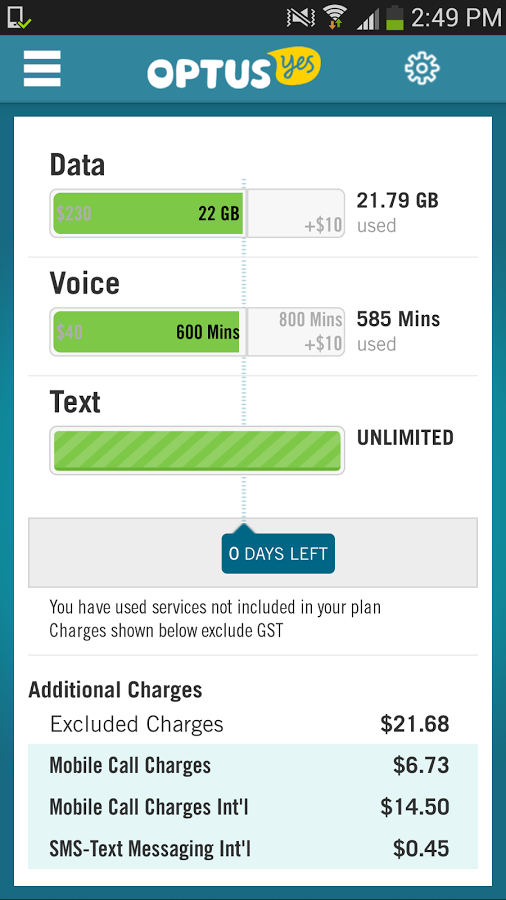 2:49 PM
OPTUS yes
Data
$230 22 GB +$10
21.79 GB
used
Voice
$40 600 Mins 800 Mins +$10
585 Mins
used
Text
UNLIMITED
0 DAYS LEFT
You have used services not included in your plan
Charges shown below exclude GST
Additional Charges
Excluded Charges $21.68
Mobile Call Charges $6.73
Mobile Call Charges Int'l $14.50
SMS-Text Messaging Int'l $0.45